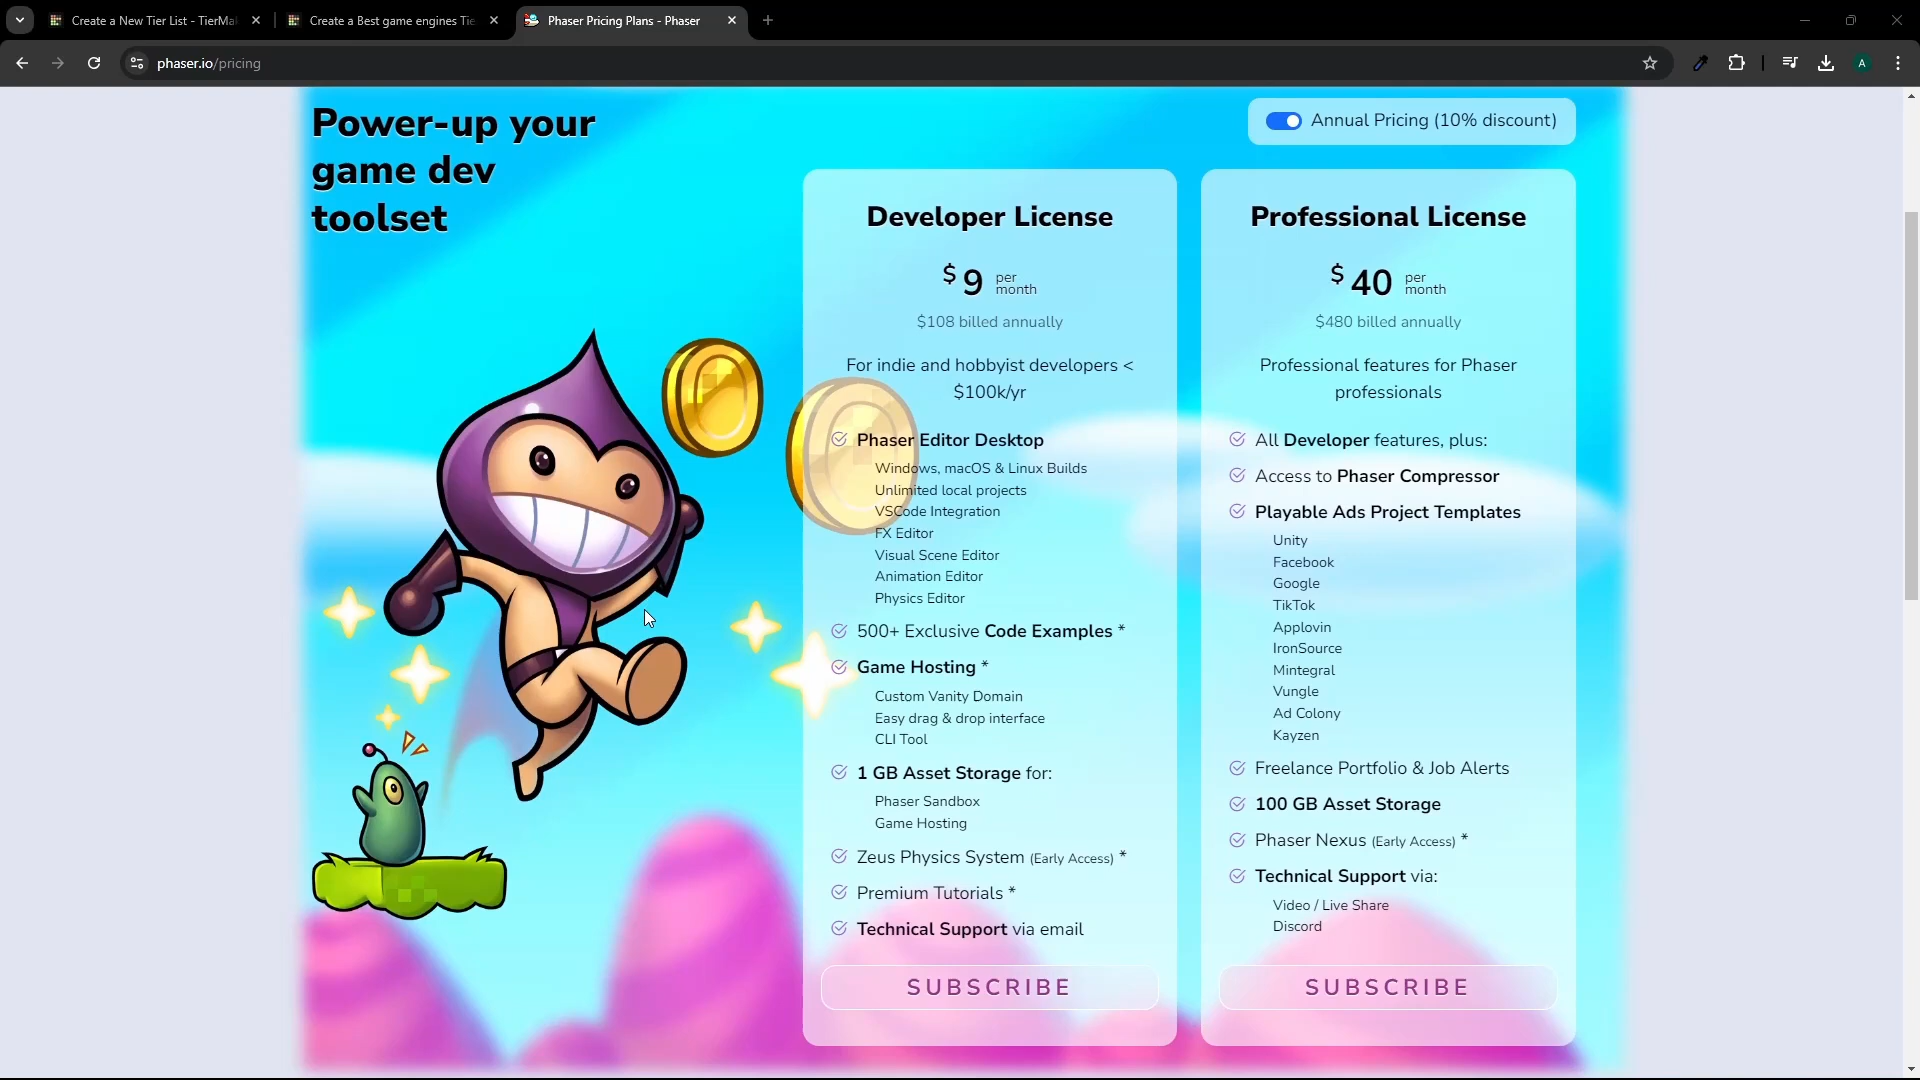 Create a New Tier List - TierMa
Create a Best game engines Tie
Phaser Pricing Plans - Phaser
phaser.io/pricing
A
Power-up your
game dev
toolset
Annual Pricing (10% discount)
Developer License
$ 9 per
month
$108 billed annually
For indie and hobbyist developers <
$100k/yr
Phaser Editor Desktop
Windows, macOS & Linux Builds
Unlimited local projects
VSCode Integration
FX Editor
Visual Scene Editor
Animation Editor
Physics Editor
500+ Exclusive Code Examples *
Game Hosting *
Custom Vanity Domain
Easy drag & drop interface
CLI Tool
1 GB Asset Storage for:
Phaser Sandbox
Game Hosting
Zeus Physics System (Early Access) *
Premium Tutorials *
Technical Support via email
SUBSCRIBE
Professional License
$ 40 per
month
$480 billed annually
Professional features for Phaser
professionals
All Developer features, plus:
Access to Phaser Compressor
Playable Ads Project Templates
Unity
Facebook
Google
TikTok
Applovin
IronSource
Mintegral
Vungle
Ad Colony
Kayzen
Freelance Portfolio & Job Alerts
100 GB Asset Storage
Phaser Nexus (Early Access) *
Technical Support via:
Video / Live Share
Discord
SUBSCRIBE